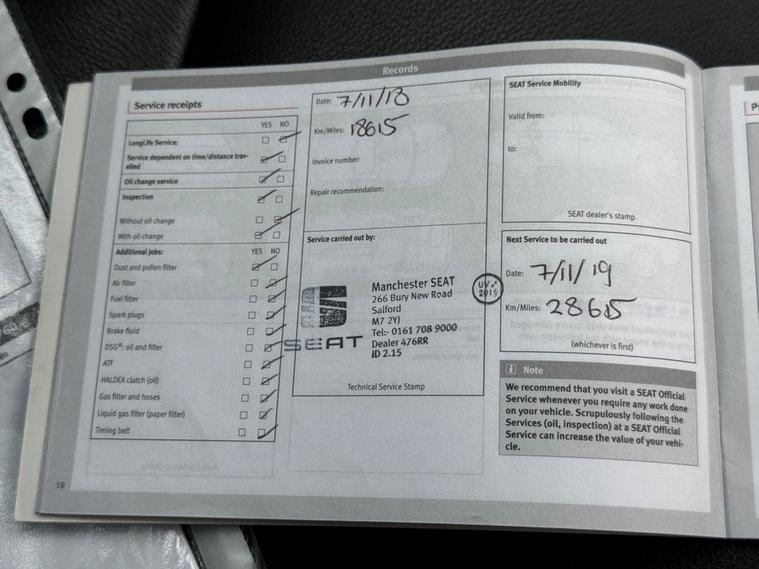 Records
Service receipts
YES NO
LongLife Service:
Service dependent on time/distance trav-
elled
Oil change service
Inspection
Without oil change
With oil change
Additional jobs: YES NO
Dust and pollen filter
Air filter
Fuel filter
Spark plugs
Brake fluid
DSG®: oil and filter
ATF
HALDEX clutch (oil)
Gas filter and hoses
Liquid gas filter (paper filter)
Timing belt
Date: 7/11/18
Km/Miles: 18615
Invoice number:
Repair recommendation:
Service carried out by:
SEAT
Manchester SEAT
266 Bury New Road
Salford
M7 2YJ
Tel:- 0161 708 9000
Dealer 476RR
ID 2.15
UV✓
2015
Technical Service Stamp
SEAT Service Mobility
Valid from:
to:
SEAT dealer's stamp
Next Service to be carried out
Date: 7/11/19
Km/Miles: 28615
(whichever is first)
Note
We recommend that you visit a SEAT Official
Service whenever you require any work done
on your vehicle. Scrupulously following the
Services (oil, inspection) at a SEAT Official
Service can increase the value of your vehi-
cle.